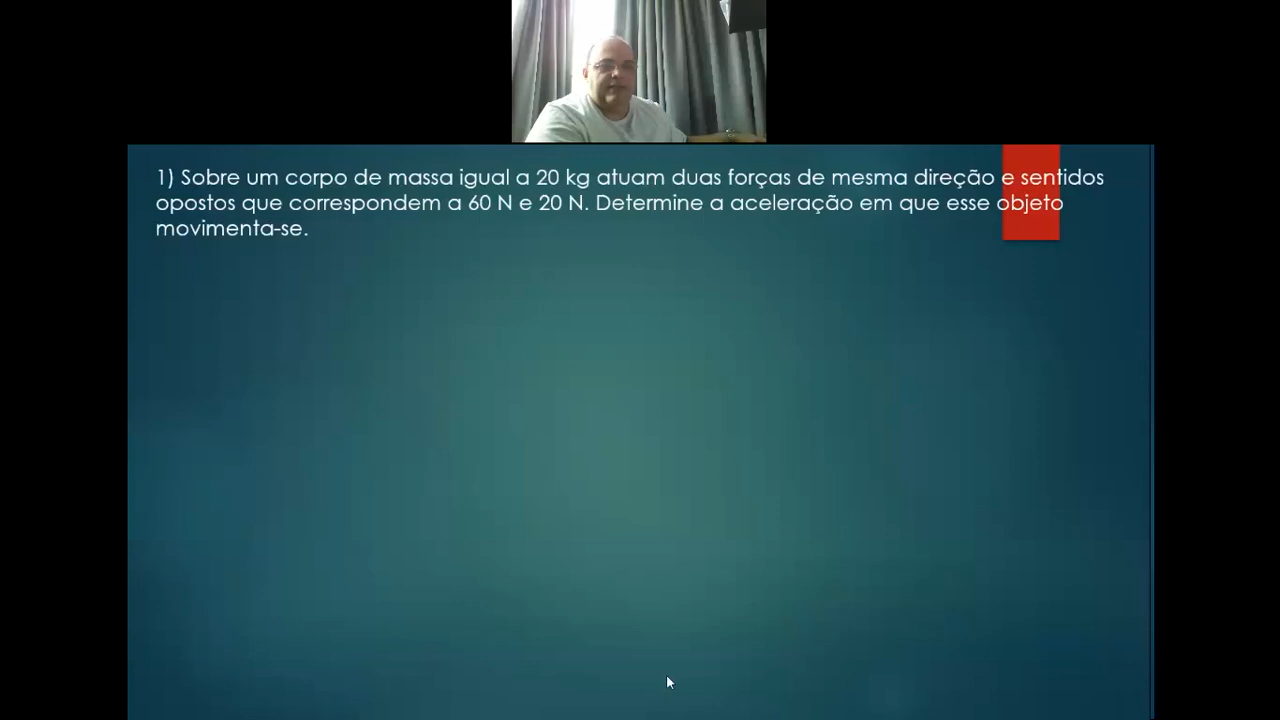 1) Sobre um corpo de massa igual a 20 kg atuam duas forças de mesma direção e sentidos
opostos que correspondem a 60 N e 20 N. Determine a aceleração em que esse objeto
movimenta-se.